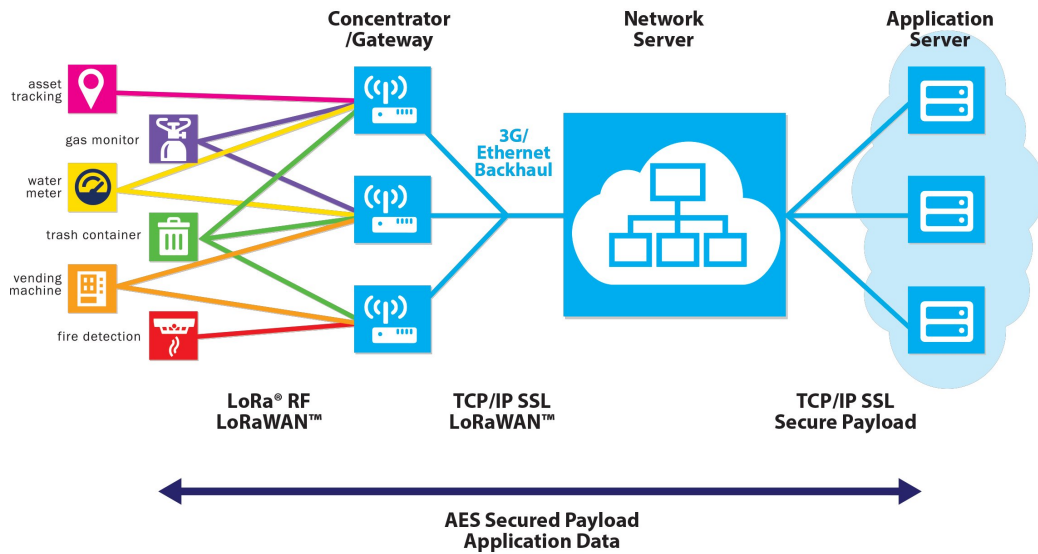 Concentrator
/Gateway
Network
Server
Application
Server
asset
tracking
gas monitor
water
meter
trash container
vending
machine
fire detection
3G/
Ethernet
Backhaul
LoRa® RF
LoRaWAN™
TCP/IP SSL
LoRaWAN™
TCP/IP SSL
Secure Payload
AES Secured Payload
Application Data